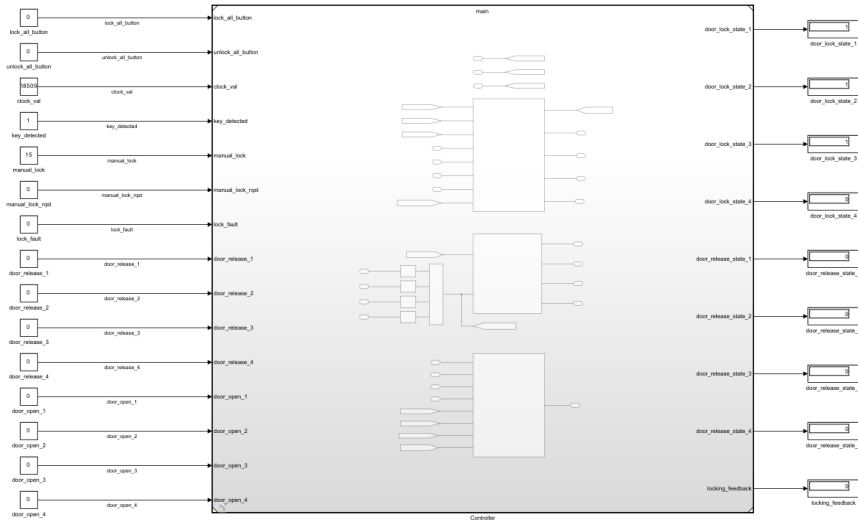 main
0
lock_all_button
lock_all_button
lock_all_button
0
unlock_all_button
unlock_all_button
unlock_all_button
18509
clock_val
clock_val
clock_val
1
key_detected
key_detected
key_detected
15
manual_lock
manual_lock
manual_lock
0
manual_lock_rqst
manual_lock_rqst
manual_lock_rqst
0
lock_fault
lock_fault
lock_fault
0
door_release_1
door_release_1
door_release_1
0
door_release_2
door_release_2
door_release_2
0
door_release_3
door_release_3
door_release_3
0
door_release_4
door_release_4
door_release_4
0
door_open_1
door_open_1
door_open_1
0
door_open_2
door_open_2
door_open_2
0
door_open_3
door_open_3
door_open_3
0
door_open_4
door_open_4
door_open_4
door_lock_state_1
1
door_lock_state_1
door_lock_state_2
1
door_lock_state_2
door_lock_state_3
1
door_lock_state_3
door_lock_state_4
0
door_lock_state_4
door_release_state_1
0
door_release_state_
door_release_state_2
0
door_release_state_
door_release_state_3
0
door_release_state_
door_release_state_4
0
door_release_state_
locking_feedback
0
locking_feedback
Controller